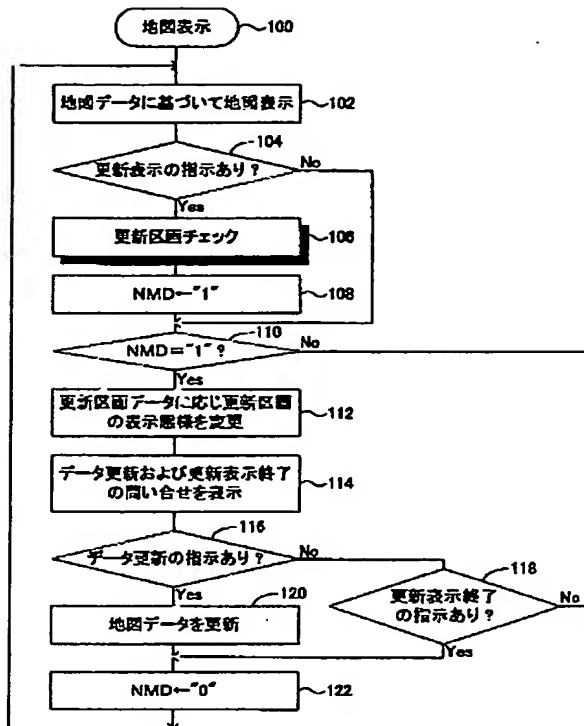 地図表示
100
地図データに基づいて地図表示
102
104
更新表示の指示あり?
No
Yes
更新区画チェック
106
NMD←"1"
108
110
NMD="1"?
No
Yes
更新区画データに応じ更新区画
の表示態様を変更
112
データ更新および更新表示終了
の問い合せを表示
114
116
データ更新の指示あり?
No
118
更新表示終了
の指示あり?
No
Yes
120
Yes
地図データを更新
NMD←"0"
122